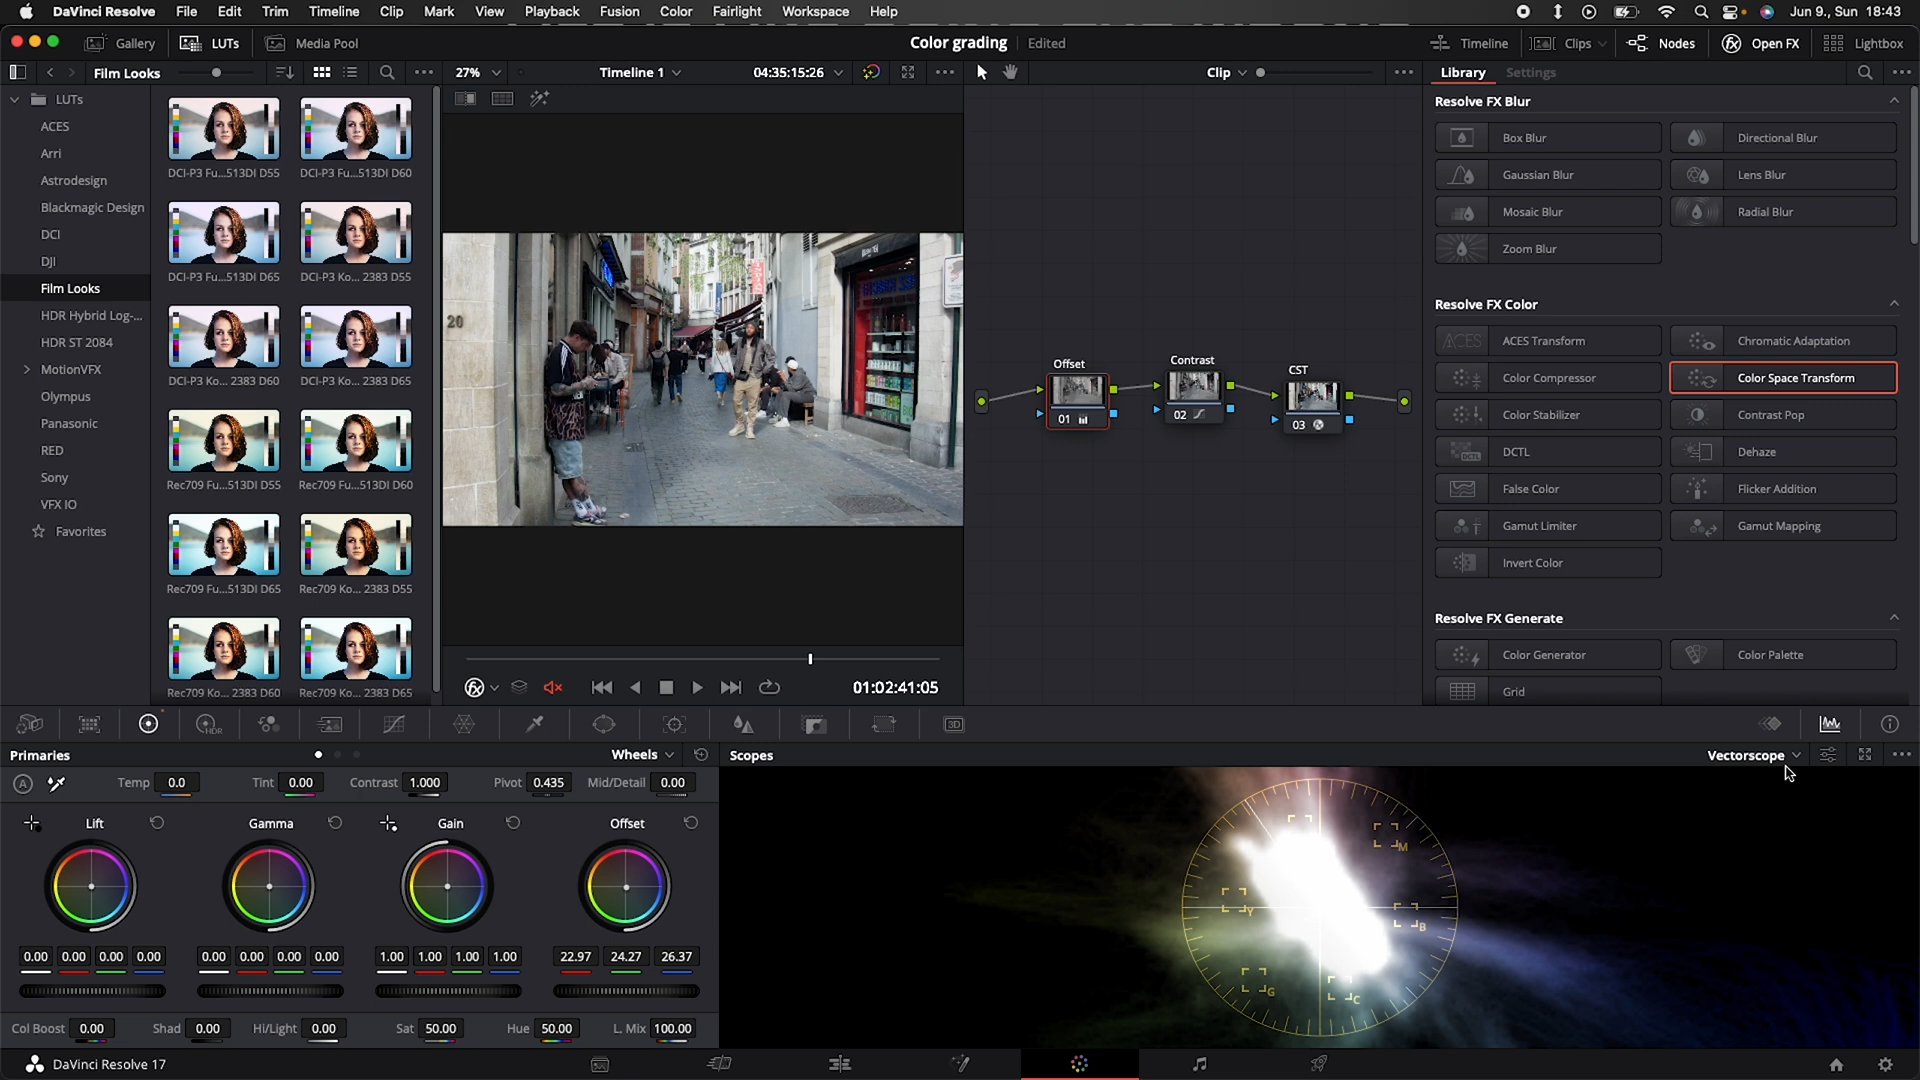 DaVinci Resolve File Edit Trim Timeline Clip Mark View Playback Fusion Color Fairlight Workspace Help Jun 9., Sun 18:43
Gallery LUTs Media Pool Color grading Edited Timeline Clips Nodes Open FX Lightbox
Film Looks 27% Timeline 1 04:35:15:26 Clip Library Settings
LUTs
ACES
Arri
Astrodesign
Blackmagic Design
DCI
DJI
Film Looks
HDR Hybrid Log-...
HDR ST 2084
MotionVFX
Olympus
Panasonic
RED
Sony
VFX IO
Favorites
DCI-P3 Fu...513DI D55 DCI-P3 Fu...513DI D60
DCI-P3 Fu...513DI D65 DCI-P3 Ko... 2383 D55
DCI-P3 Ko... 2383 D60 DCI-P3 Ko... 2383 D65
Rec709 Fu...513DI D55 Rec709 Fu...513DI D60
Rec709 Fu...513DI D65 Rec709 Ko... 2383 D55
Rec709 Ko... 2383 D60 Rec709 Ko... 2383 D65
20
01:02:41:05
Offset
01
Contrast
02
CST
03
Resolve FX Blur
Box Blur Directional Blur
Gaussian Blur Lens Blur
Mosaic Blur Radial Blur
Zoom Blur
Resolve FX Color
ACES ACES Transform Chromatic Adaptation
Color Compressor Color Space Transform
Color Stabilizer Contrast Pop
DCTL DCTL Dehaze
False Color Flicker Addition
Gamut Limiter Gamut Mapping
Invert Color
Resolve FX Generate
Color Generator Color Palette
Grid
HDR
3D
Primaries Wheels Scopes Vectorscope
A Temp 0.0 Tint 0.00 Contrast 1.000 Pivot 0.435 Mid/Detail 0.00
Lift Gamma Gain Offset
0.00 0.00 0.00 0.00 0.00 0.00 0.00 0.00 1.00 1.00 1.00 1.00 22.97 24.27 26.37
Col Boost 0.00 Shad 0.00 Hi/Light 0.00 Sat 50.00 Hue 50.00 L. Mix 100.00
M
Y
B
G
C
DaVinci Resolve 17